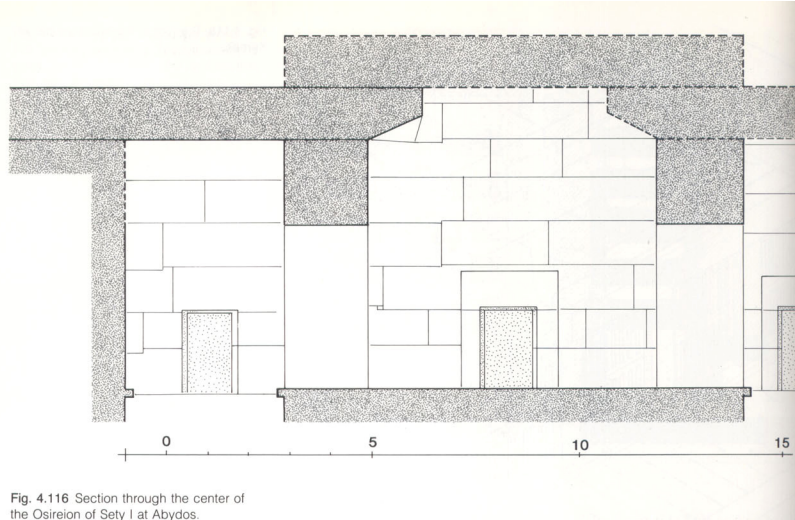 0 5 10 15
Fig. 4.116 Section through the center of
the Osireion of Sety I at Abydos.